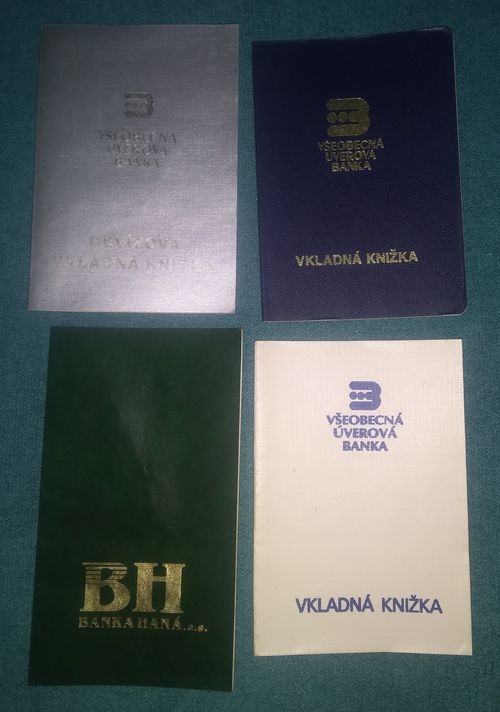 VŠEOBECNÁ
ÚVEROVÁ
BANKA
DEVÍZOVÁ
VKLADNÁ KNIŽKA
VŠEOBECNÁ
ÚVEROVÁ
BANKA
VKLADNÁ KNIŽKA
BH
BANKA HANÁ, a.s.
VŠEOBECNÁ
ÚVEROVÁ
BANKA
VKLADNÁ KNIŽKA